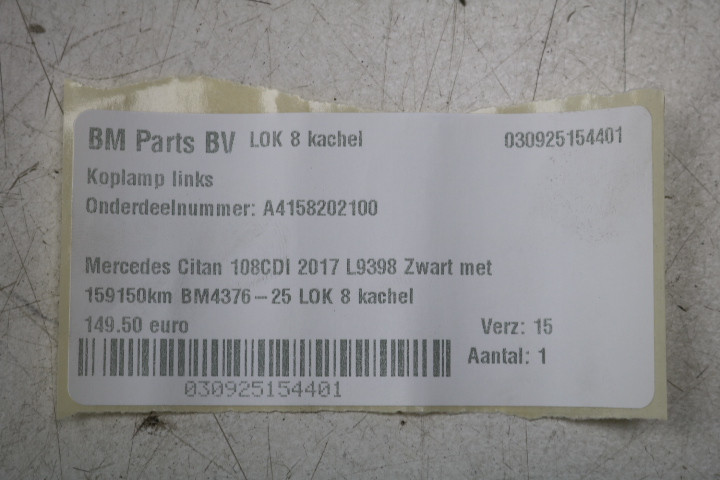 BM Parts BV LOK 8 kachel 030925154401
Koplamp links
Onderdeelnummer: A4158202100
Mercedes Citan 108CDI 2017 L9398 Zwart met
159150km BM4376-25 LOK 8 kachel
149.50 euro Verz: 15
Aantal: 1
030925154401